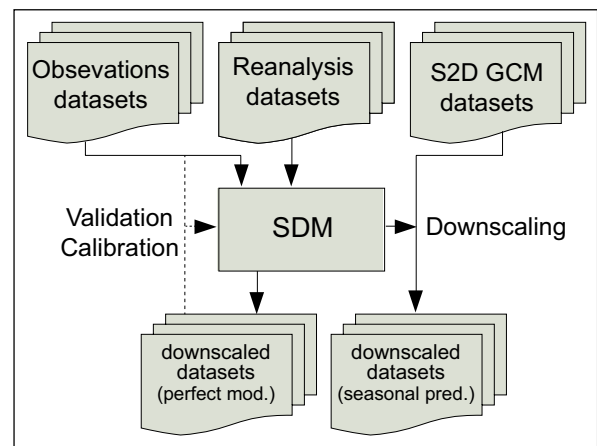 Obsevations
datasets
Reanalysis
datasets
S2D GCM
datasets
Validation
Calibration
SDM
Downscaling
downscaled
datasets
(perfect mod.)
downscaled
datasets
(seasonal pred.)